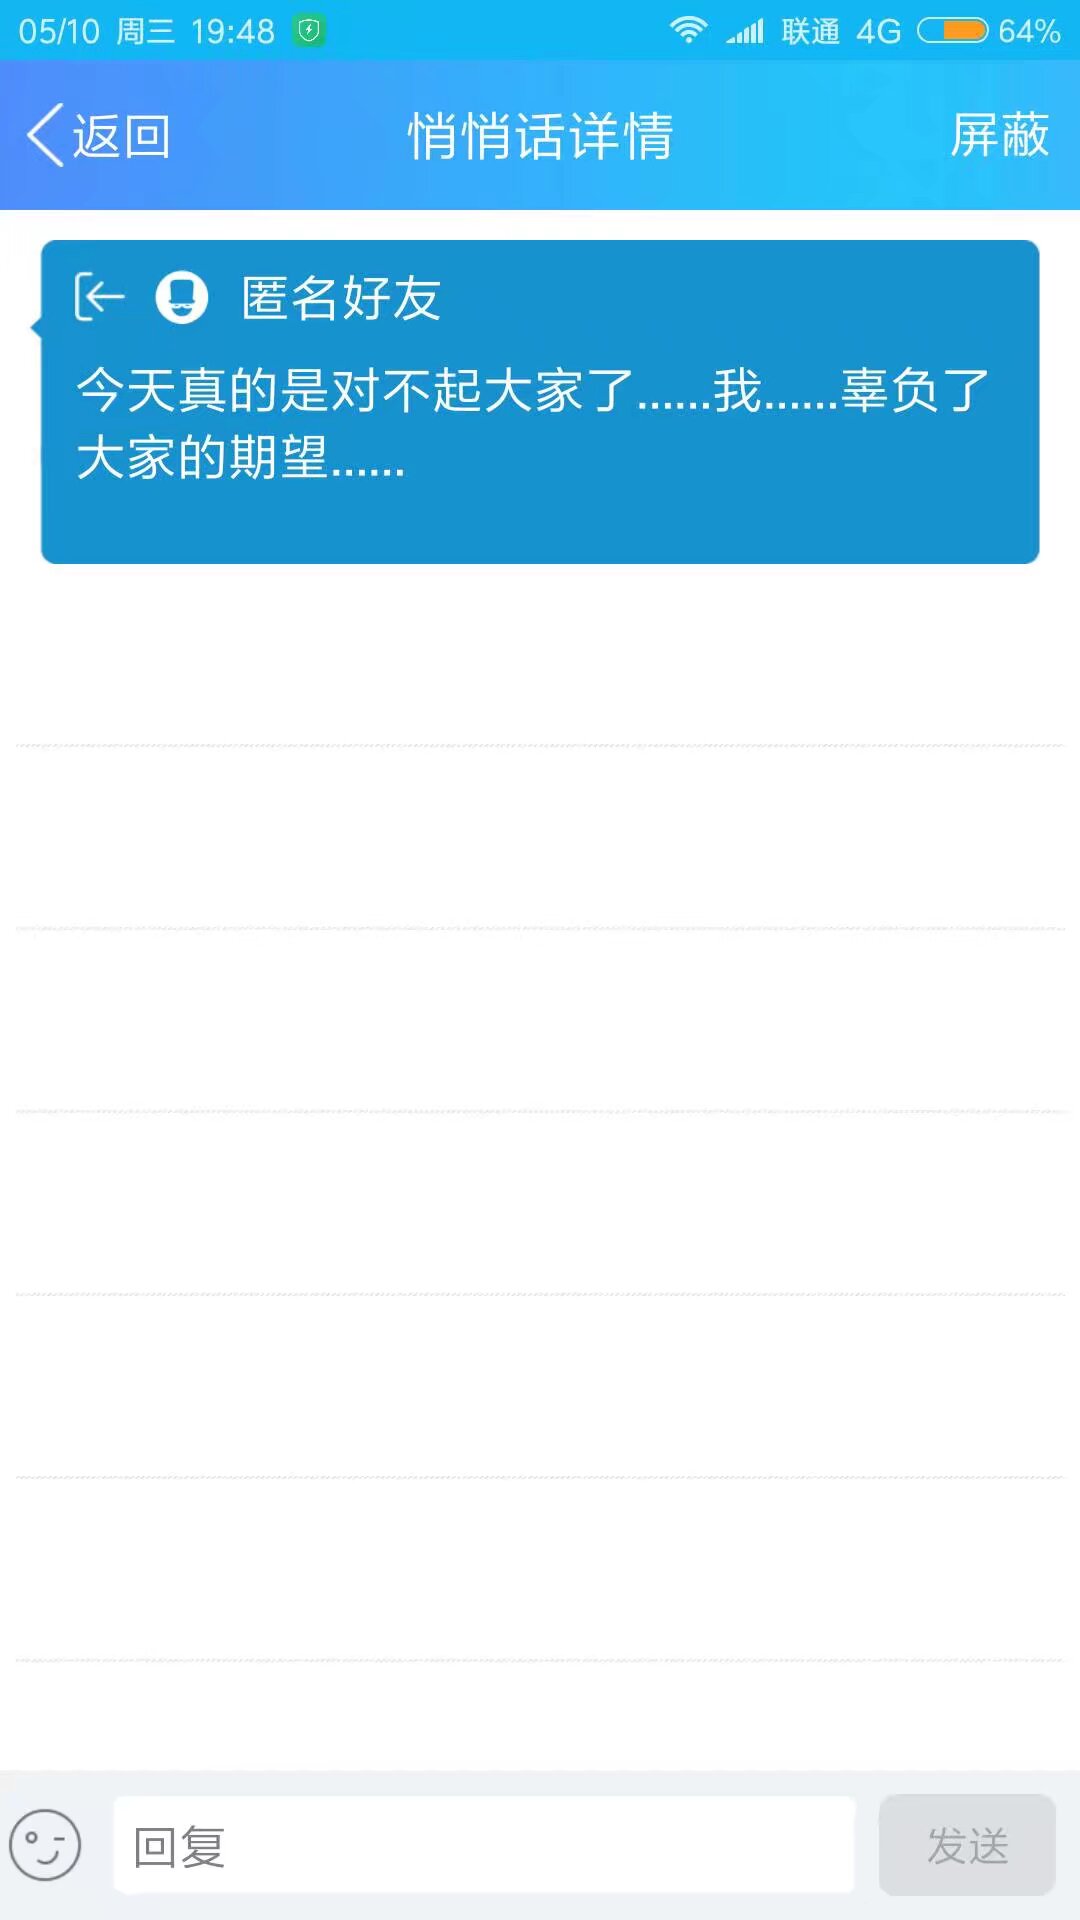 05/10 周三 19:48 联通 4G 64%
返回 悄悄话详情 屏蔽
匿名好友
今天真的是对不起大家了......我......辜负了
大家的期望......
回复 发送